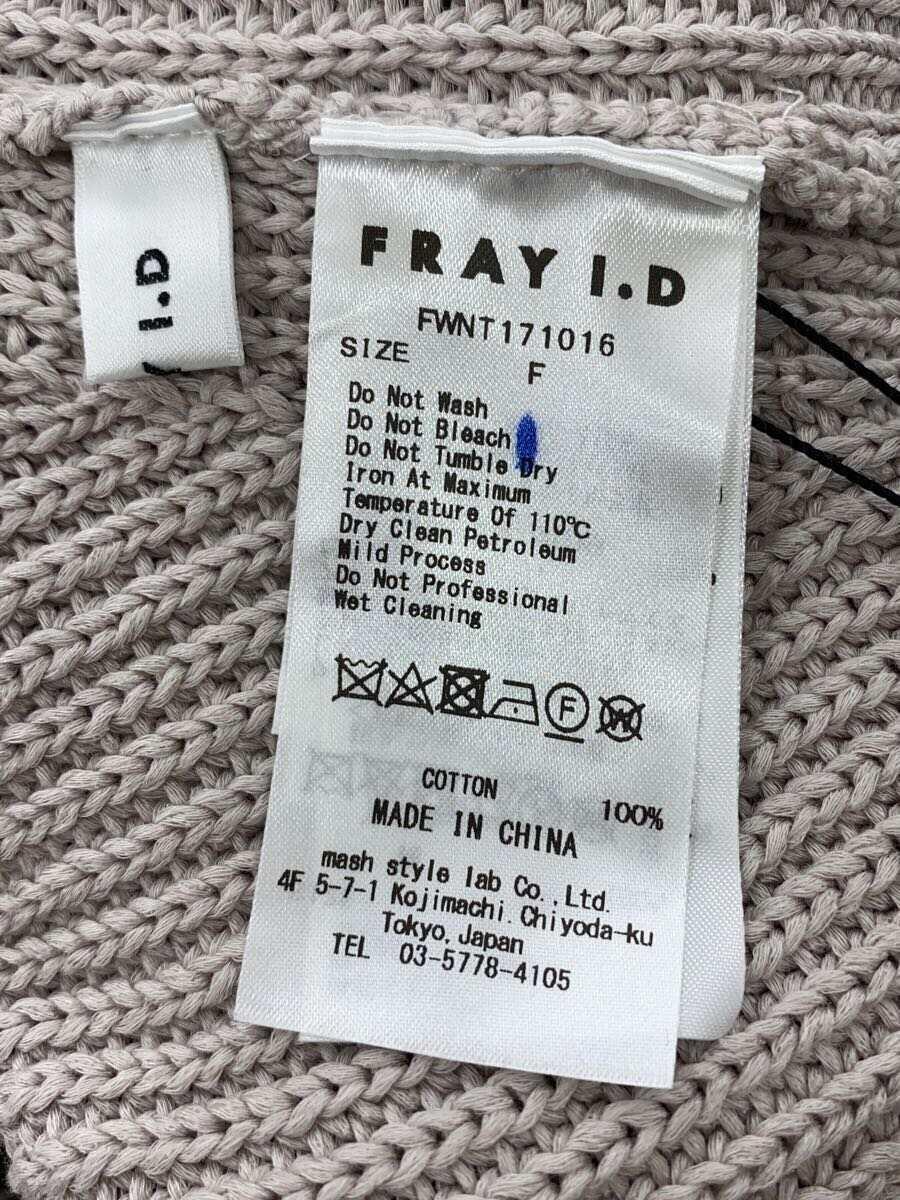 I.D
FRAY I.D
FWNT171016
SIZE
F
Do Not Wash
Do Not Bleach
Do Not Tumble Dry
Iron At Maximum
Temperature Of 110℃
Dry Clean Petroleum
Mild Process
Do Not Professional
Wet Cleaning
F W
COTTON 100%
MADE IN CHINA
mash style lab Co.,Ltd.
4F 5-7-1 Kojimachi.Chiyoda-ku
Tokyo,Japan
TEL 03-5778-4105